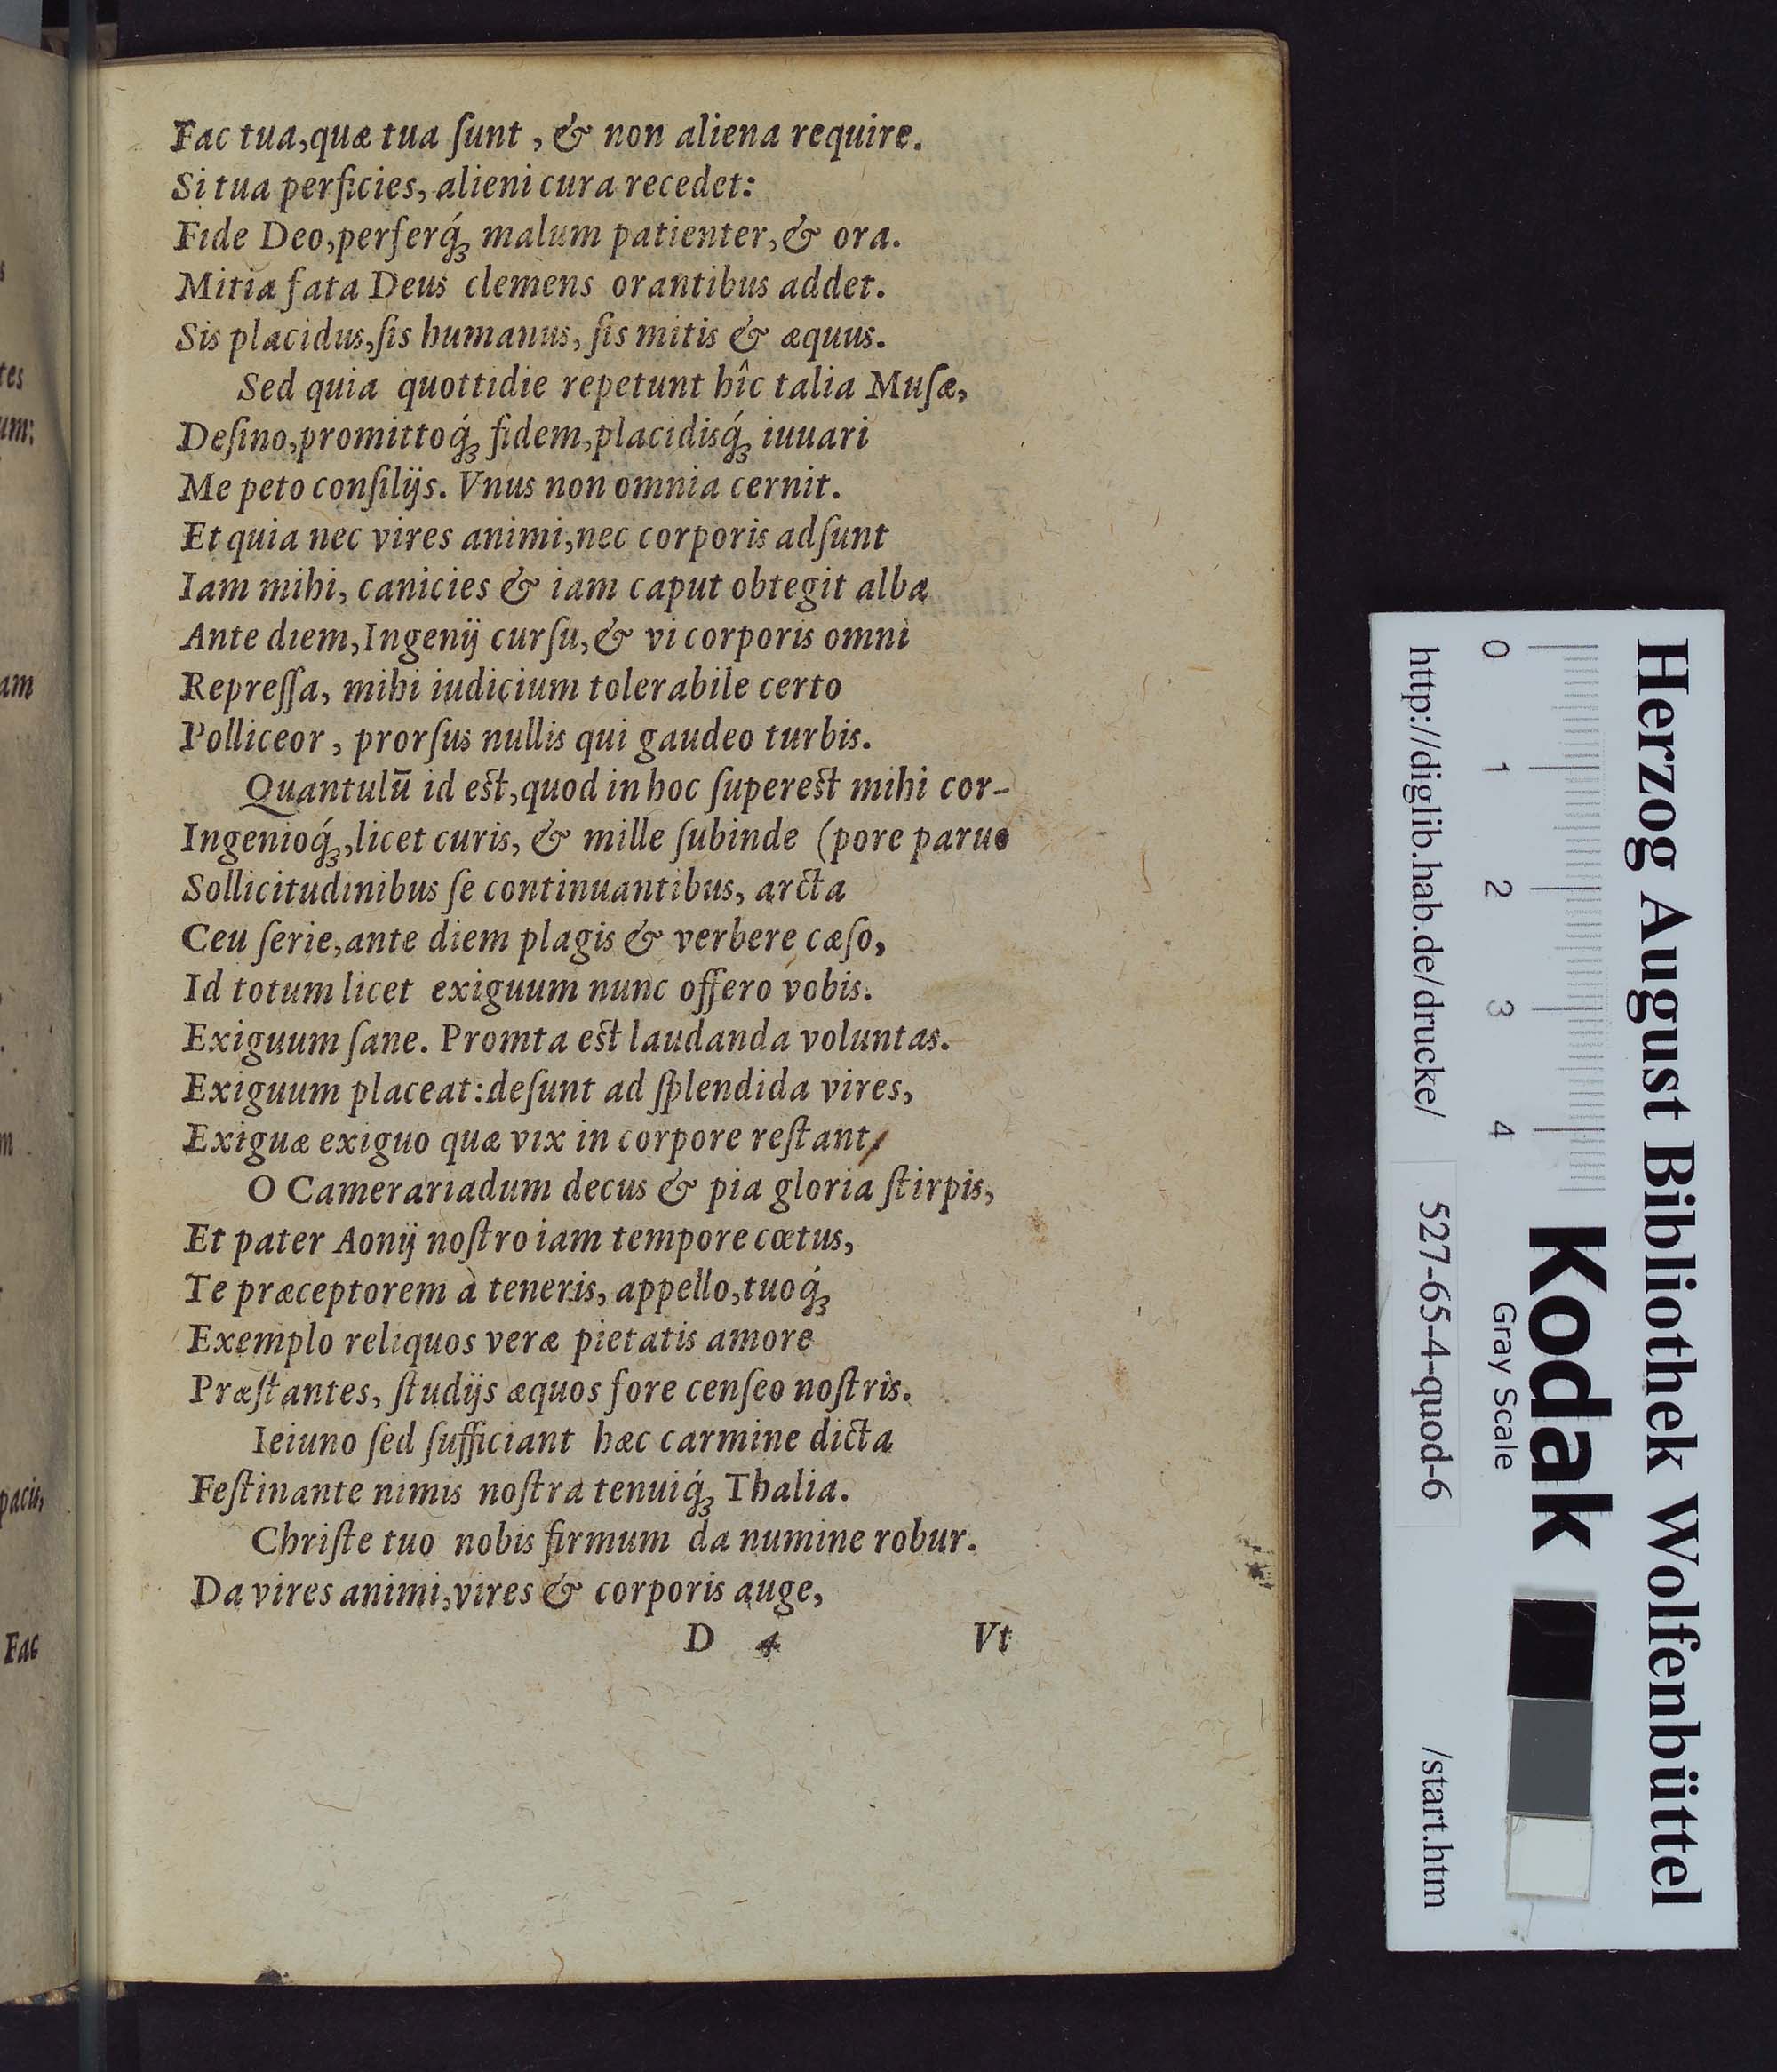 Fac tua,quæ tua ſunt , & non aliena require.
Si tua perficies, alieni cura recedet:
Fide Deo,perferq́ꝫ malum patienter,& ora.
Mitia fata Deus clemens orantibus addet.
Sis placidus,ſis humanus, ſis mitis & æquus.
Sed quia quottidie repetunt hîc talia Muſæ,
Deſino,promittoq́ꝫ fidem,placidisq́ꝫ iuuari
Me peto conſilijs. Vnus non omnia cernit.
Et quia nec vires animi,nec corporis adſunt
Iam mihi, canicies & iam caput obtegit alba
Ante diem,Ingenij curſu,& vi corporis omni
Repreſſa, mihi iudicium tolerabile certo
Polliceor , prorſus nullis qui gaudeo turbis.
Quantulū id est,quod in hoc ſuperest mihi cor-
Ingenioq́ꝫ,licet curis, & mille ſubinde (pore paruo
Sollicitudinibus ſe continuantibus, arcta
Ceu ſerie,ante diem plagis & verbere cæſo,
Id totum licet exiguum nunc offero vobis.
Exiguum ſane. Promta est laudanda voluntas.
Exiguum placeat:deſunt ad ſplendida vires,
Exiguæ exiguo quæ vix in corpore reſtant,
O Camerariadum decus & pia gloria ſtirpis,
Et pater Aonij noſtro iam tempore cœtus,
Te præceptorem à teneris, appello,tuoq́ꝫ
Exemplo reliquos veræ pietatis amore
Præſtantes, ſtudijs æquos fore cenſeo noſtris.
Ieiuno ſed ſufficiant hæc carmine dicta
Feſtinante nimis noſtra tenuiq́ꝫ Thalia.
Chriſte tuo nobis firmum da numine robur.
Da vires animi,vires & corporis auge,
D 4 Vt
tes
um:
am
m
pacu,
Fac
Herzog August Bibliothek Wolfenbüttel
0 1 2 3 4
Kodak
Gray Scale
http://diglib.hab.de/drucke/ 527-65-4-quod-6 /start.htm